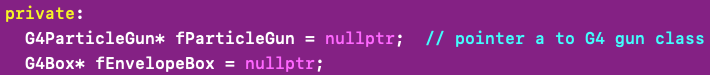 private:
G4ParticleGun* fParticleGun = nullptr; // pointer a to G4 gun class
G4Box* fEnvelopeBox = nullptr;